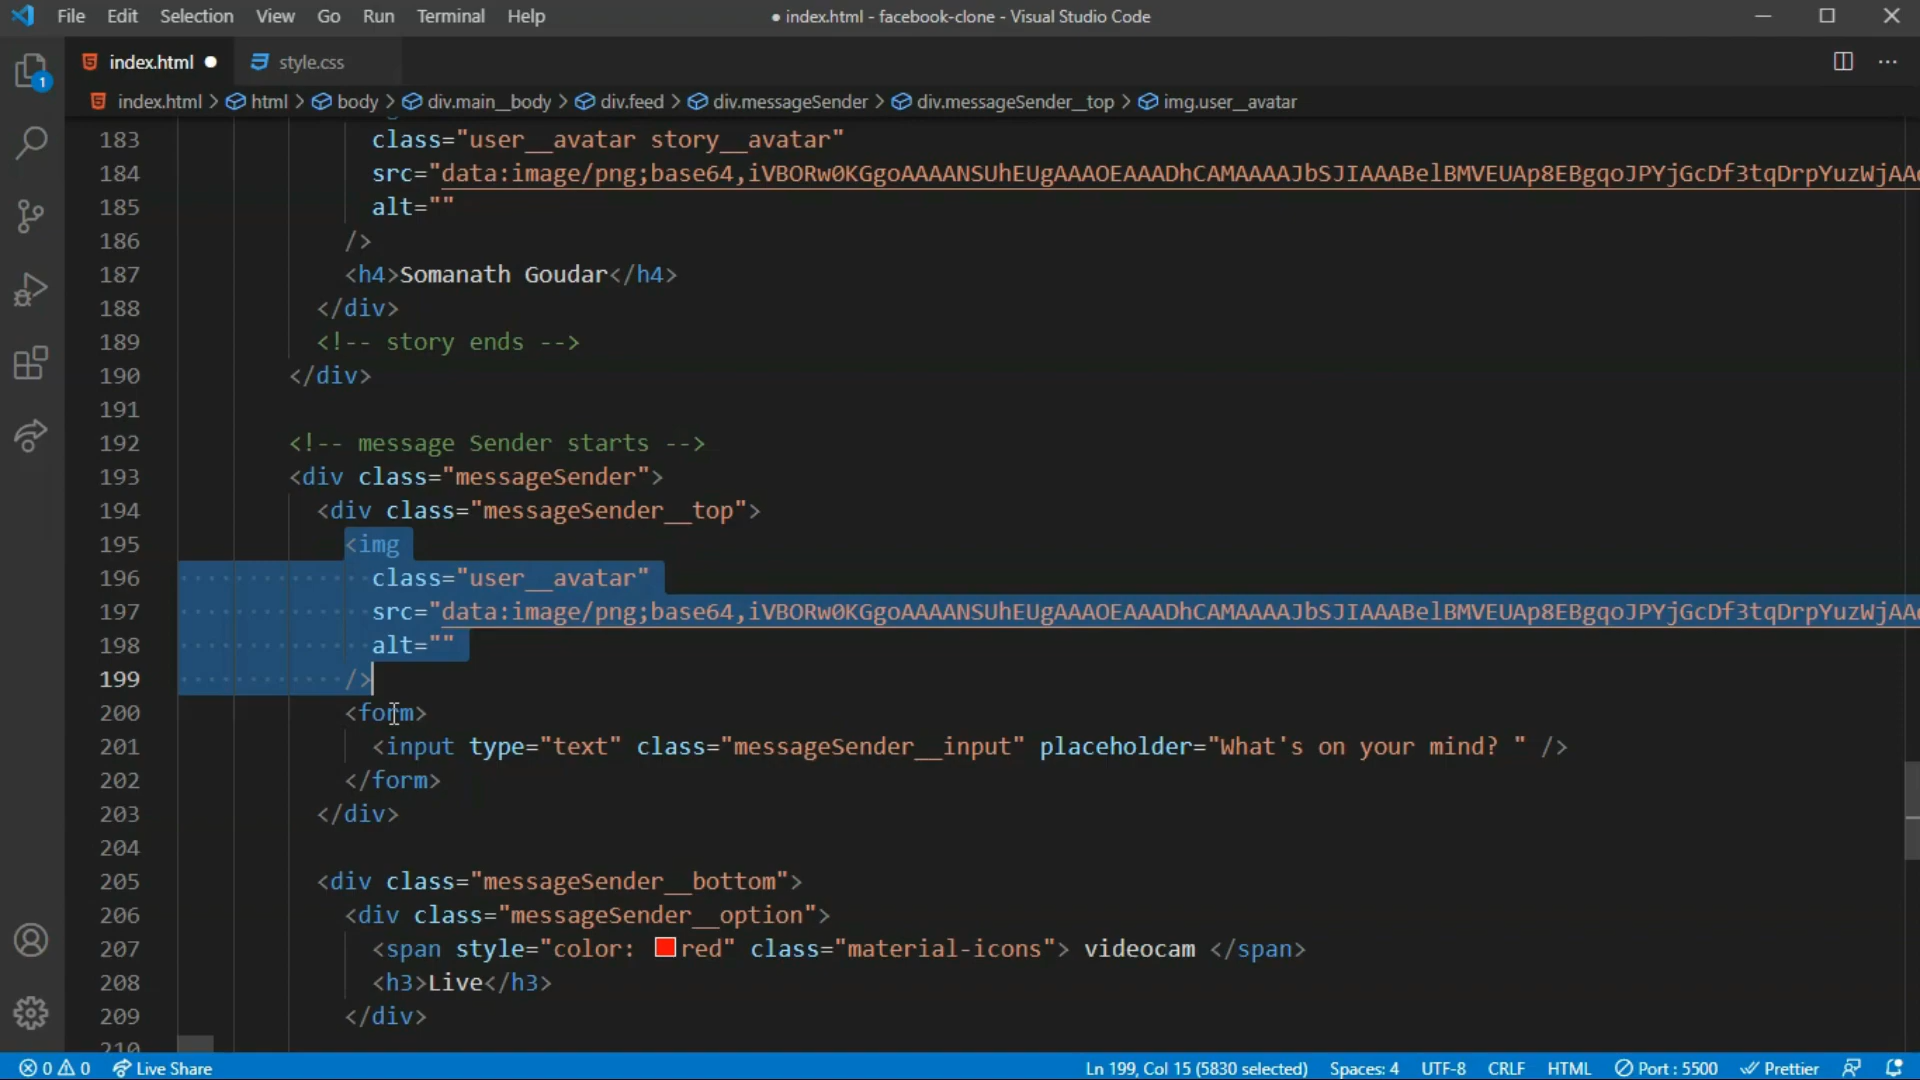 File Edit Selection View Go Run Terminal Help ● index.html - facebook-clone - Visual Studio Code
index.html ● style.css
index.html > html > body > div.main__body > div.feed > div.messageSender > div.messageSender__top > img.user__avatar
1
183 class="user__avatar story__avatar"
184 src="data:image/png;base64,iVBORw0KGgoAAAANSUhEUgAAAOEAAADhCAMAAAAJbSJIAAABelBMVEUAp8EBgqoJPYjGcDf3tqDrpYuzWjAA
185 alt=""
186 />
187 <h4>Somanath Goudar</h4>
188 </div>
189 <!-- story ends -->
190 </div>
191
192 <!-- message Sender starts -->
193 <div class="messageSender">
194 <div class="messageSender__top">
195 <img
196 class="user__avatar"
197 src="data:image/png;base64,iVBORw0KGgoAAAANSUhEUgAAAOEAAADhCAMAAAAJbSJIAAABelBMVEUAp8EBgqoJPYjGcDf3tqDrpYuzWjAA
198 alt=""
199 />
200 <form>
201 <input type="text" class="messageSender__input" placeholder="What's on your mind? " />
202 </form>
203 </div>
204
205 <div class="messageSender__bottom">
206 <div class="messageSender__option">
207 <span style="color: red" class="material-icons"> videocam </span>
208 <h3>Live</h3>
209 </div>
210
0 0 Live Share Ln 199, Col 15 (5830 selected) Spaces: 4 UTF-8 CRLF HTML Port : 5500 Prettier